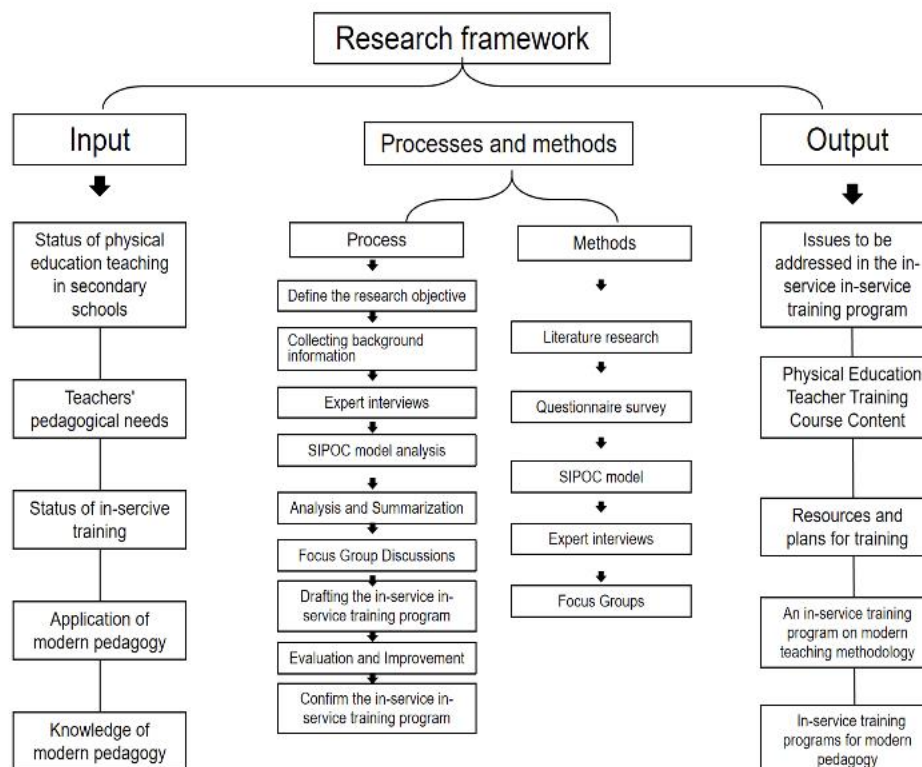 Research framework
Input
Processes and methods
Output
Status of physical
education teaching
in secondary
schools
Teachers'
pedagogical needs
Status of in-sercive
training
Application of
modern pedagogy
Knowledge of
modern pedagogy
Process
Define the research objective
Collecting background
information
Expert interviews
SIPOC model analysis
Analysis and Summarization
Focus Group Discussions
Drafting the in-service in-
service training program
Evaluation and Improvement
Confirm the in-service in-
service training program
Methods
Literature research
Questionnaire survey
SIPOC model
Expert interviews
Focus Groups
Issues to be
addressed in the in-
service in-service
training program
Physical Education
Teacher Training
Course Content
Resources and
plans for training
An in-service training
program on modern
teaching methodology
In-service training
programs for modern
pedagogy